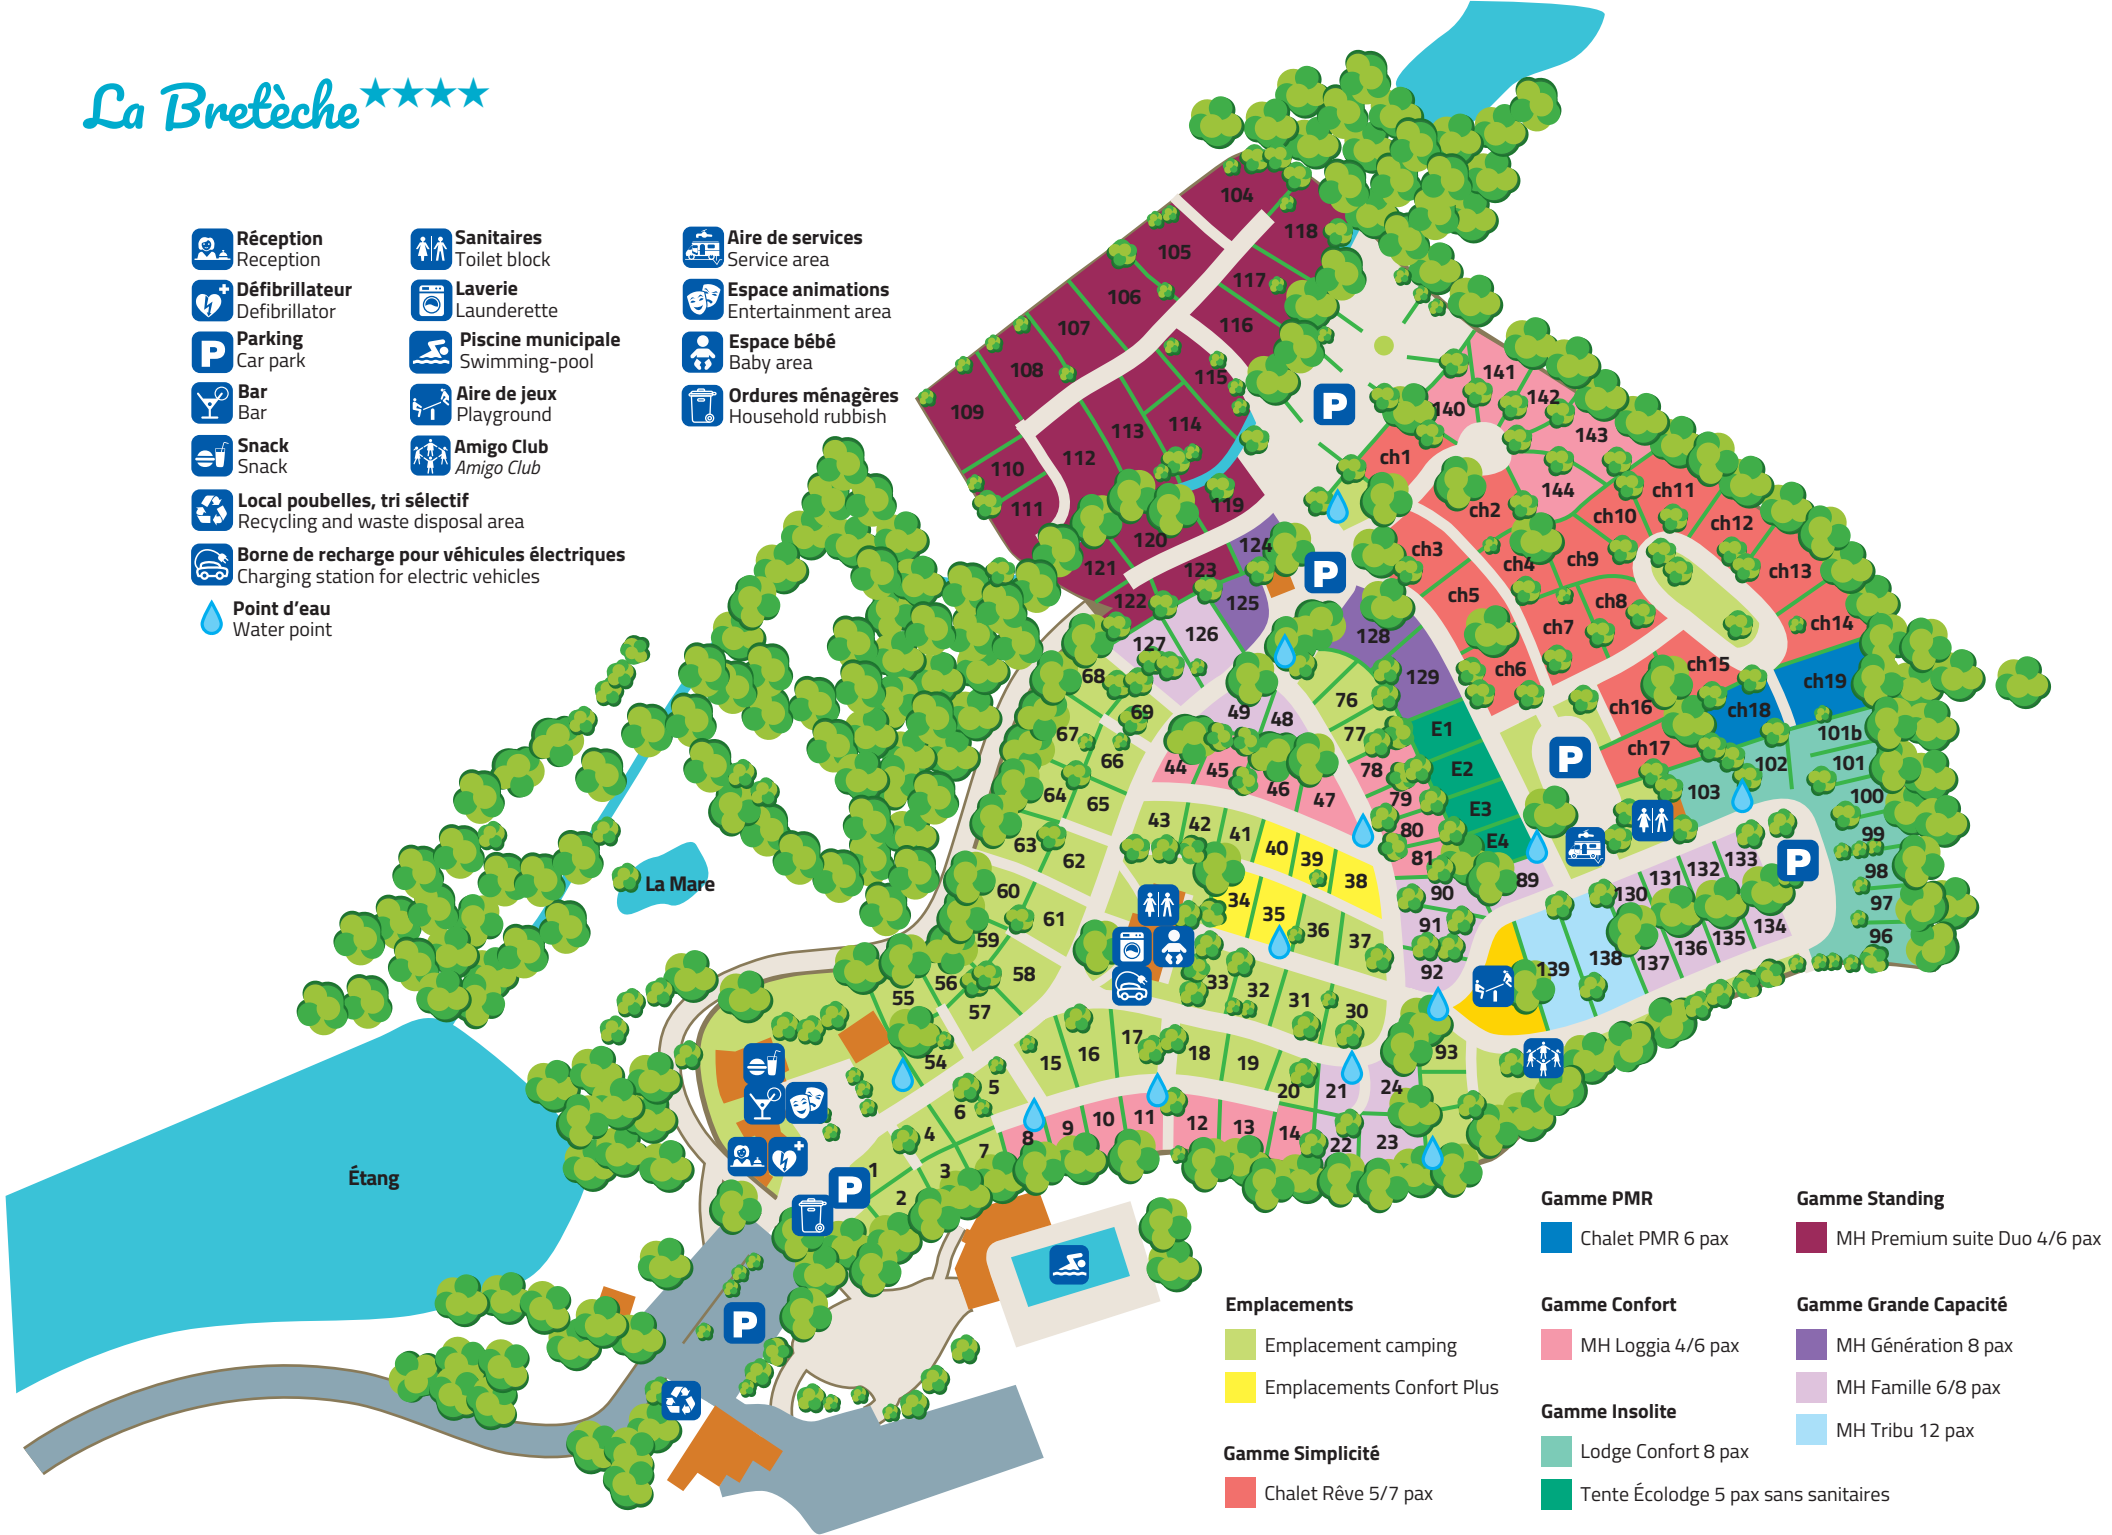 La Bretèche
Réception
Reception
Défibrillateur
Defibrillator
Parking
Car park
Bar
Bar
Snack
Snack
Local poubelles, tri sélectif
Recycling and waste disposal area
Borne de recharge pour véhicules électriques
Charging station for electric vehicles
Point d'eau
Water point
Sanitaires
Toilet block
Laverie
Launderette
Piscine municipale
Swimming-pool
Aire de jeux
Playground
Amigo Club
Amigo Club
Aire de services
Service area
Espace animations
Entertainment area
Espace bébé
Baby area
Ordures ménagères
Household rubbish
P
104
118
105
117
106
116
107
108
115
109
114
113
112
110
111
119
120
121
122
123
124
125
126
127
128
129
P
P
141
142
140
143
144
ch1
ch2
ch3
ch4
ch5
ch6
ch7
ch8
ch9
ch10
ch11
ch12
ch13
ch14
ch15
ch16
ch17
ch18
ch19
101b
101
102
103
100
99
98
97
96
P
P
E1
E2
E3
E4
76
77
78
79
80
81
89
90
91
92
93
130
131
132
133
134
135
136
137
138
139
68
69
67
66
64
65
63
62
60
61
59
58
56
55
57
54
49
48
44
45
46
47
43
42
41
40
39
38
34
35
36
37
33
32
31
30
15
16
17
18
19
20
21
24
22
23
5
6
4
7
3
1
2
8
9
10
11
12
13
14
P
P
La Mare
Étang
Emplacements
Emplacement camping
Emplacements Confort Plus
Gamme Simplicité
Chalet Rêve 5/7 pax
Gamme PMR
Chalet PMR 6 pax
Gamme Confort
MH Loggia 4/6 pax
Gamme Insolite
Lodge Confort 8 pax
Tente Écolodge 5 pax sans sanitaires
Gamme Standing
MH Premium suite Duo 4/6 pax
Gamme Grande Capacité
MH Génération 8 pax
MH Famille 6/8 pax
MH Tribu 12 pax